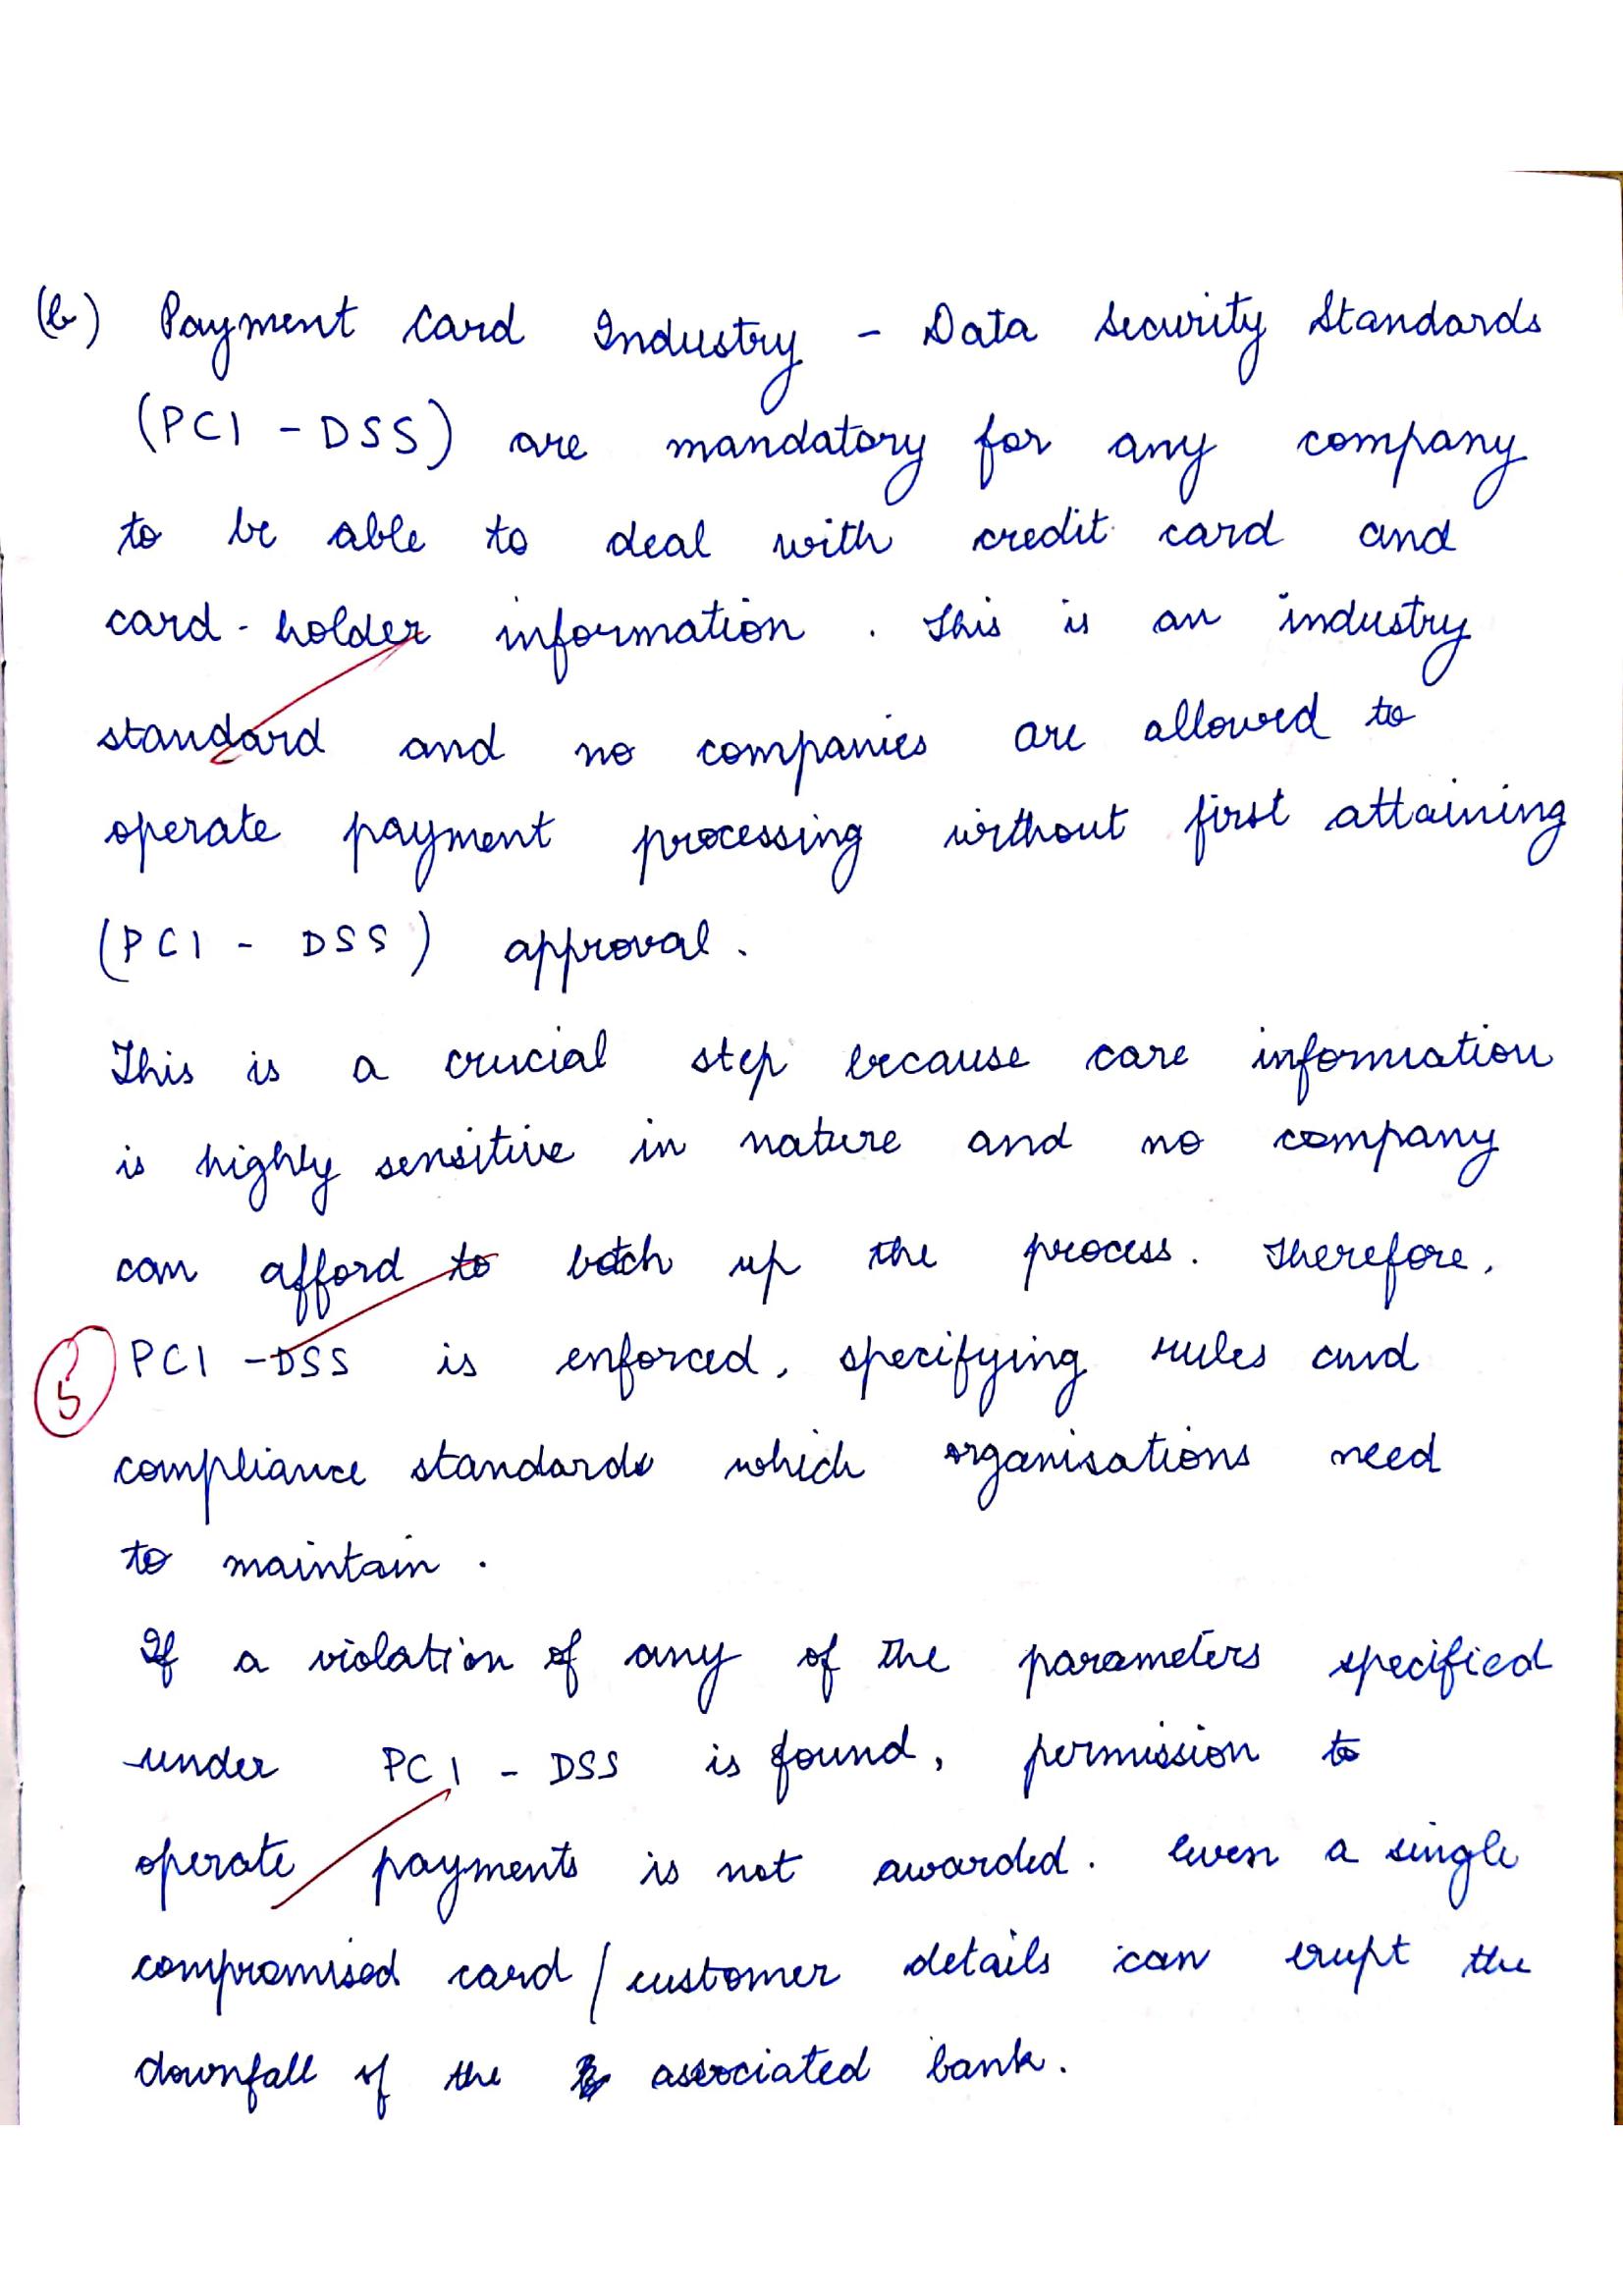 (b) Payment Card Industry - Data Security Standards
(PCI - DSS) are mandatory for any company
to be able to deal with credit card and
card-holder information. This is an industry
standard and no companies are allowed to
operate payment processing without first attaining
(PCI - DSS) approval.
This is a crucial step because care information
is highly sensitive in nature and no company
can afford to botch up the process. Therefore,
PCI - DSS is enforced, specifying rules and
compliance standards which organisations need
to maintain.
If a violation of any of the parameters specified
under PCI - DSS is found, permission to
operate payments is not awarded. Even a single
compromised card / customer details can erupt the
downfall of the associated bank.